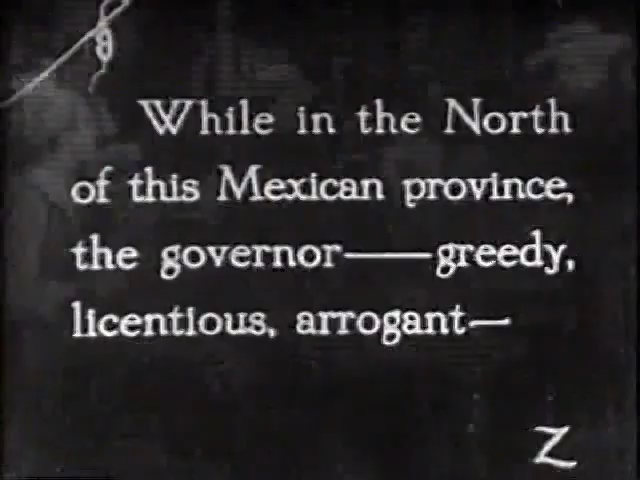 While in the North
of this Mexican province,
the governor——greedy,
licentious, arrogant—
Z